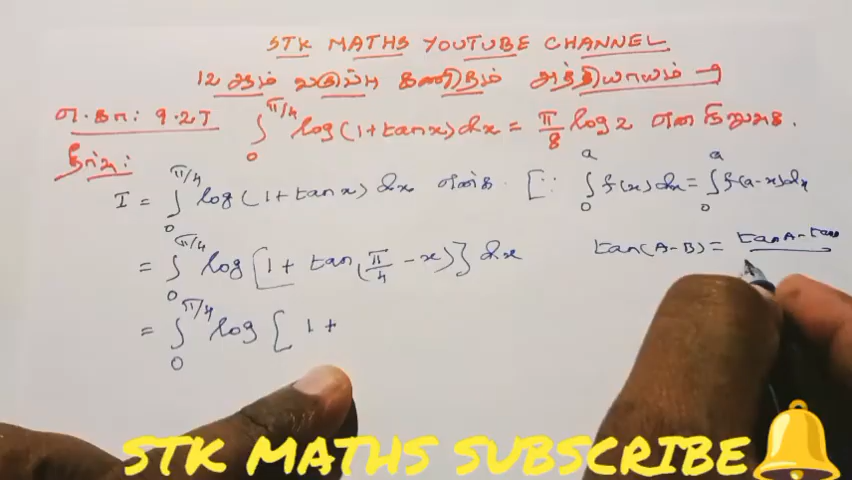 STK MATHS YOUTUBE CHANNEL
12 ஆம் வகுப்பு கணிதம் அத்தியாயம் - 9
எ.கா: 9.27 ∫₀^{π/4} log(1+tanx)dx = π/8 log2 என நிறுவுக.
தீர்வு:
I = ∫₀^{π/4} log(1+tanx)dx என்க. [∵ ∫₀^a f(x)dx = ∫₀^a f(a-x)dx
= ∫₀^{π/4} log[1+ tan(π/4 - x)]dx tan(A-B) = tanA - tanB
= ∫₀^{π/4} log[1+
STK MATHS SUBSCRIBE